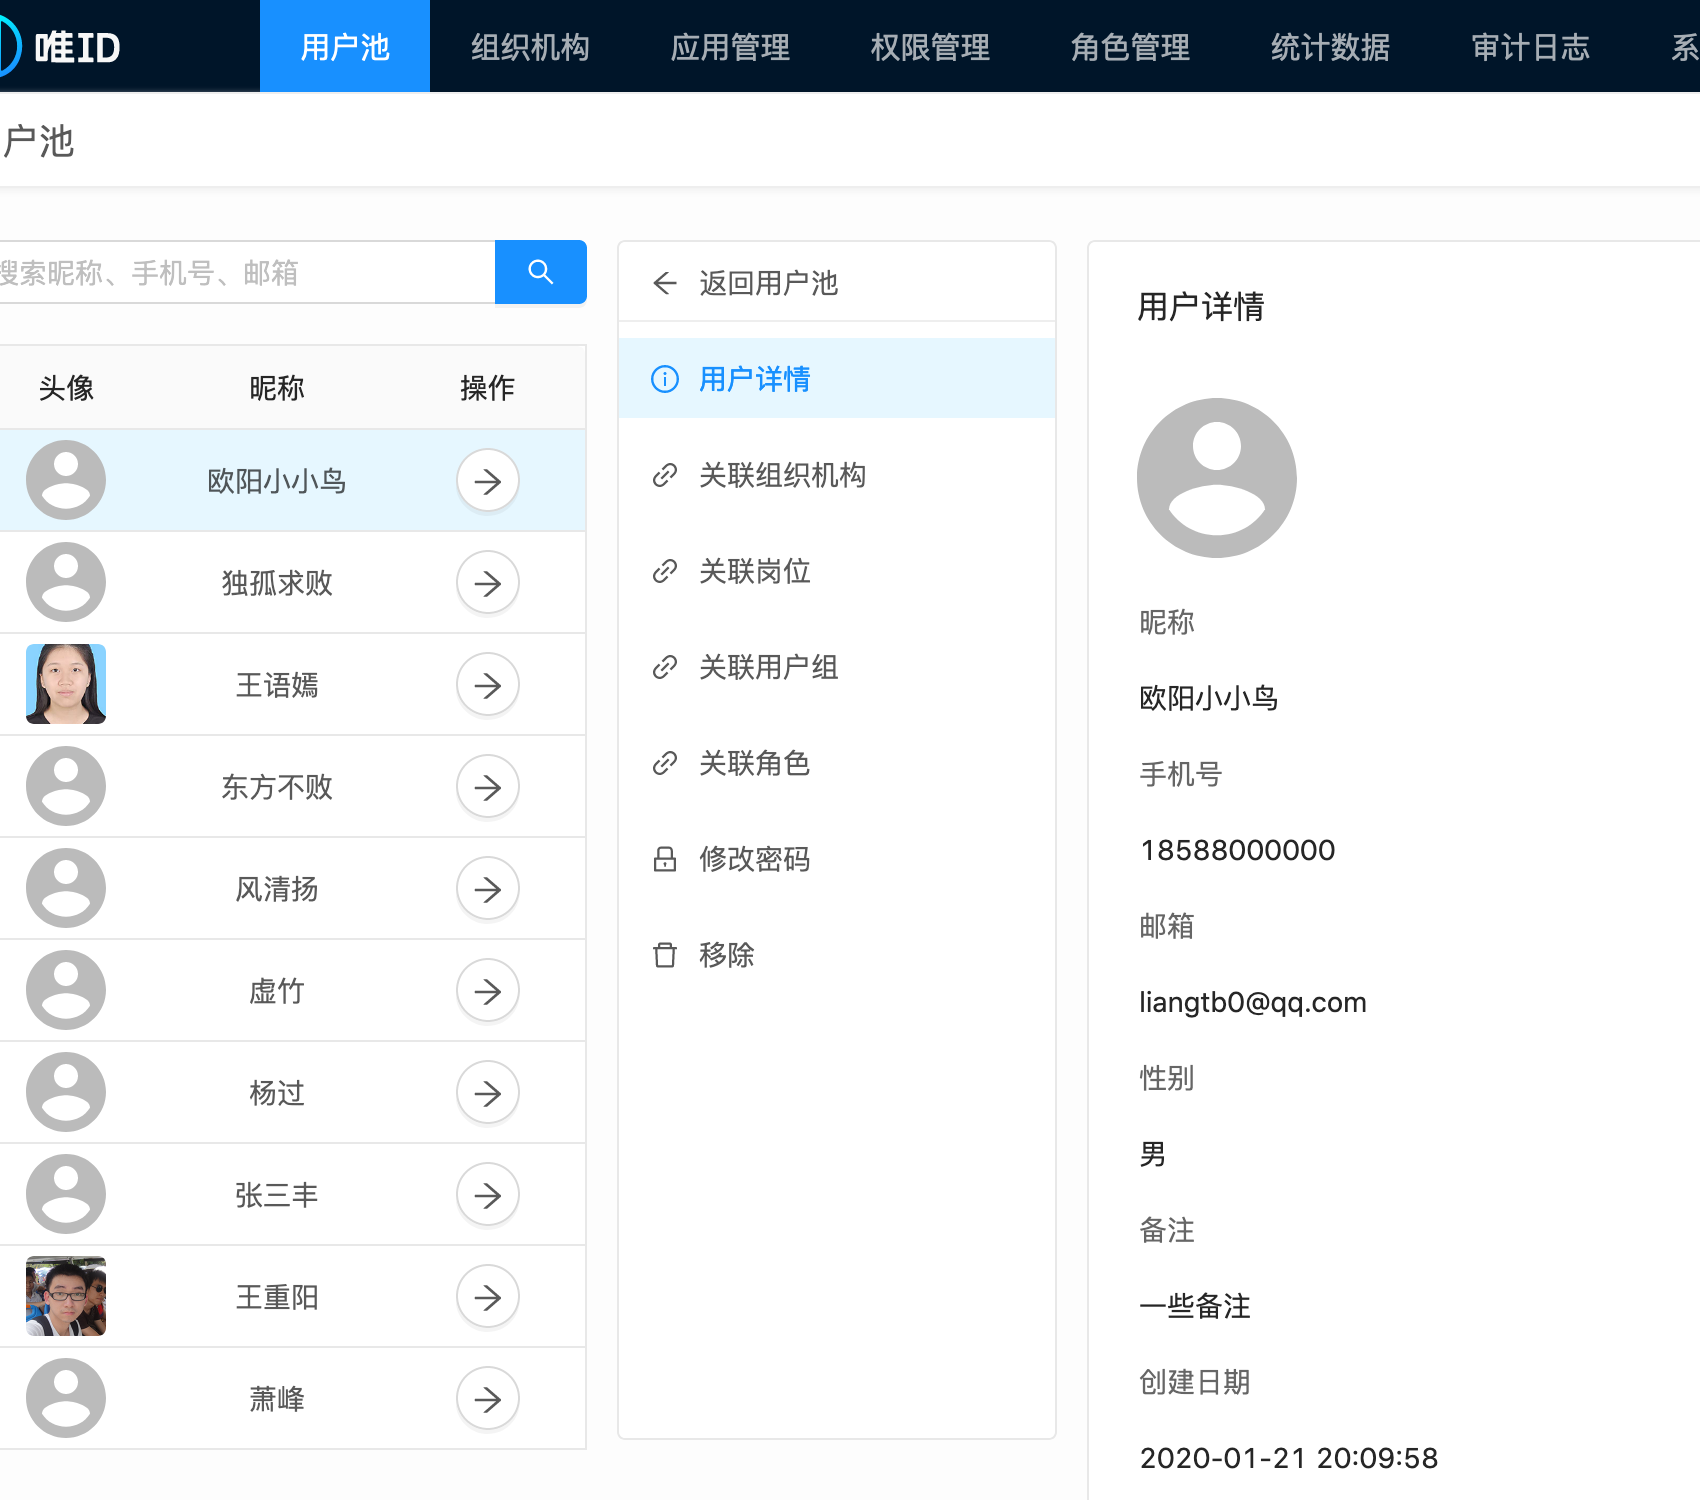 唯ID
用户池
组织机构
应用管理
权限管理
角色管理
统计数据
审计日志
系
户池
搜索昵称、手机号、邮箱
头像
昵称
操作
欧阳小小鸟
独孤求败
王语嫣
东方不败
风清扬
虚竹
杨过
张三丰
王重阳
萧峰
返回用户池
用户详情
关联组织机构
关联岗位
关联用户组
关联角色
修改密码
移除
用户详情
昵称
欧阳小小鸟
手机号
18588000000
邮箱
liangtb0@qq.com
性别
男
备注
一些备注
创建日期
2020-01-21 20:09:58